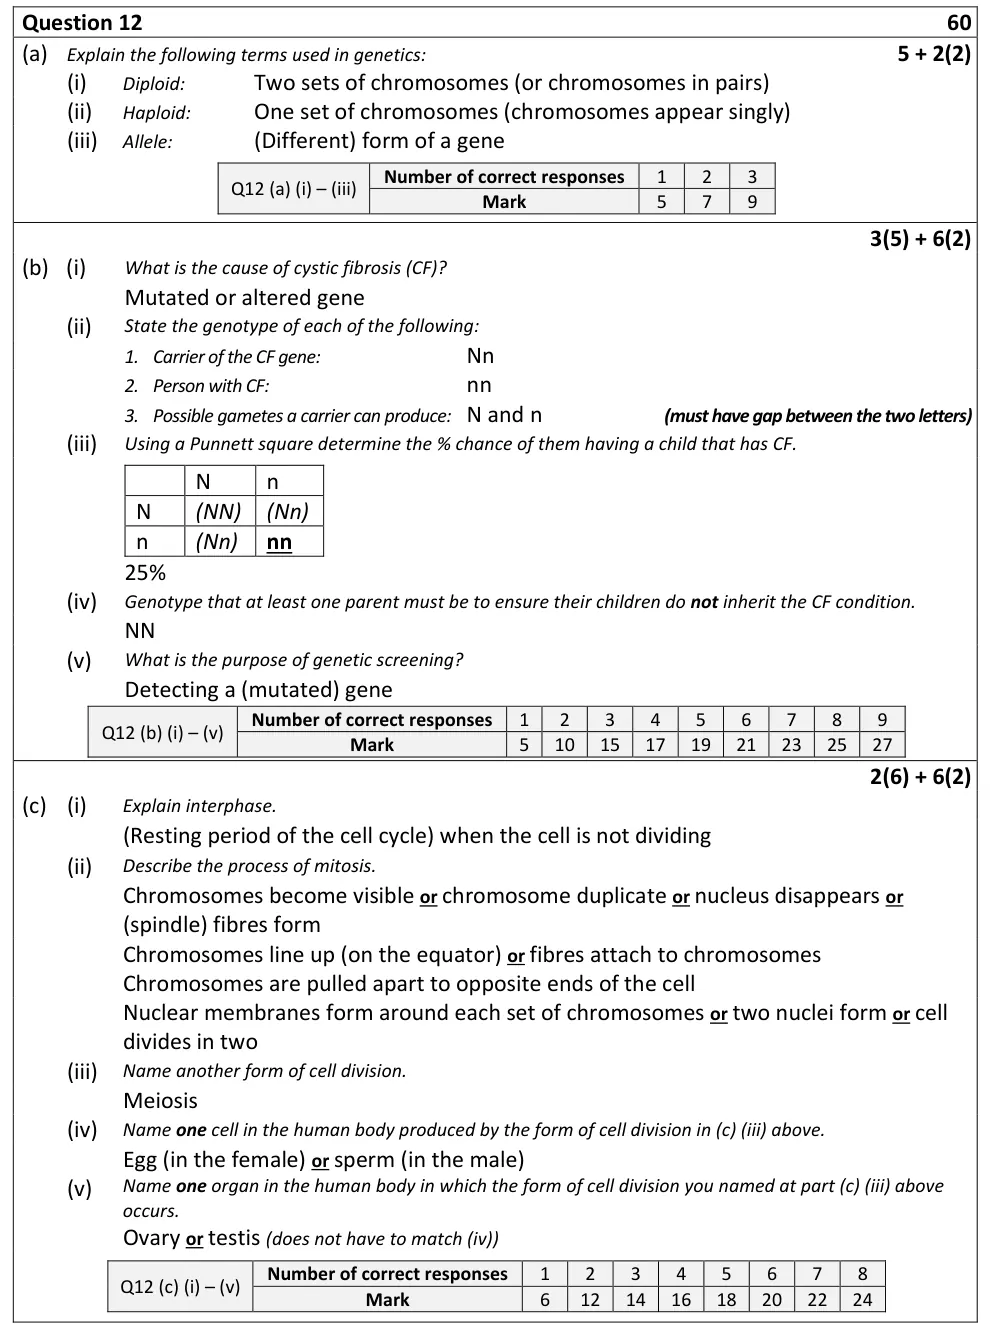 Question 12 60
(a) Explain the following terms used in genetics: 5 + 2(2)
(i) Diploid: Two sets of chromosomes (or chromosomes in pairs)
(ii) Haploid: One set of chromosomes (chromosomes appear singly)
(iii) Allele: (Different) form of a gene
Q12 (a) (i) – (iii) Number of correct responses 1 2 3
Mark 5 7 9
3(5) + 6(2)
(b) (i) What is the cause of cystic fibrosis (CF)?
Mutated or altered gene
(ii) State the genotype of each of the following:
1. Carrier of the CF gene: Nn
2. Person with CF: nn
3. Possible gametes a carrier can produce: N and n (must have gap between the two letters)
(iii) Using a Punnett square determine the % chance of them having a child that has CF.
N n
N (NN) (Nn)
n (Nn) nn
25%
(iv) Genotype that at least one parent must be to ensure their children do not inherit the CF condition.
NN
(v) What is the purpose of genetic screening?
Detecting a (mutated) gene
Q12 (b) (i) – (v) Number of correct responses 1 2 3 4 5 6 7 8 9
Mark 5 10 15 17 19 21 23 25 27
2(6) + 6(2)
(c) (i) Explain interphase.
(Resting period of the cell cycle) when the cell is not dividing
(ii) Describe the process of mitosis.
Chromosomes become visible or chromosome duplicate or nucleus disappears or
(spindle) fibres form
Chromosomes line up (on the equator) or fibres attach to chromosomes
Chromosomes are pulled apart to opposite ends of the cell
Nuclear membranes form around each set of chromosomes or two nuclei form or cell
divides in two
(iii) Name another form of cell division.
Meiosis
(iv) Name one cell in the human body produced by the form of cell division in (c) (iii) above.
Egg (in the female) or sperm (in the male)
(v) Name one organ in the human body in which the form of cell division you named at part (c) (iii) above
occurs.
Ovary or testis (does not have to match (iv))
Q12 (c) (i) – (v) Number of correct responses 1 2 3 4 5 6 7 8
Mark 6 12 14 16 18 20 22 24